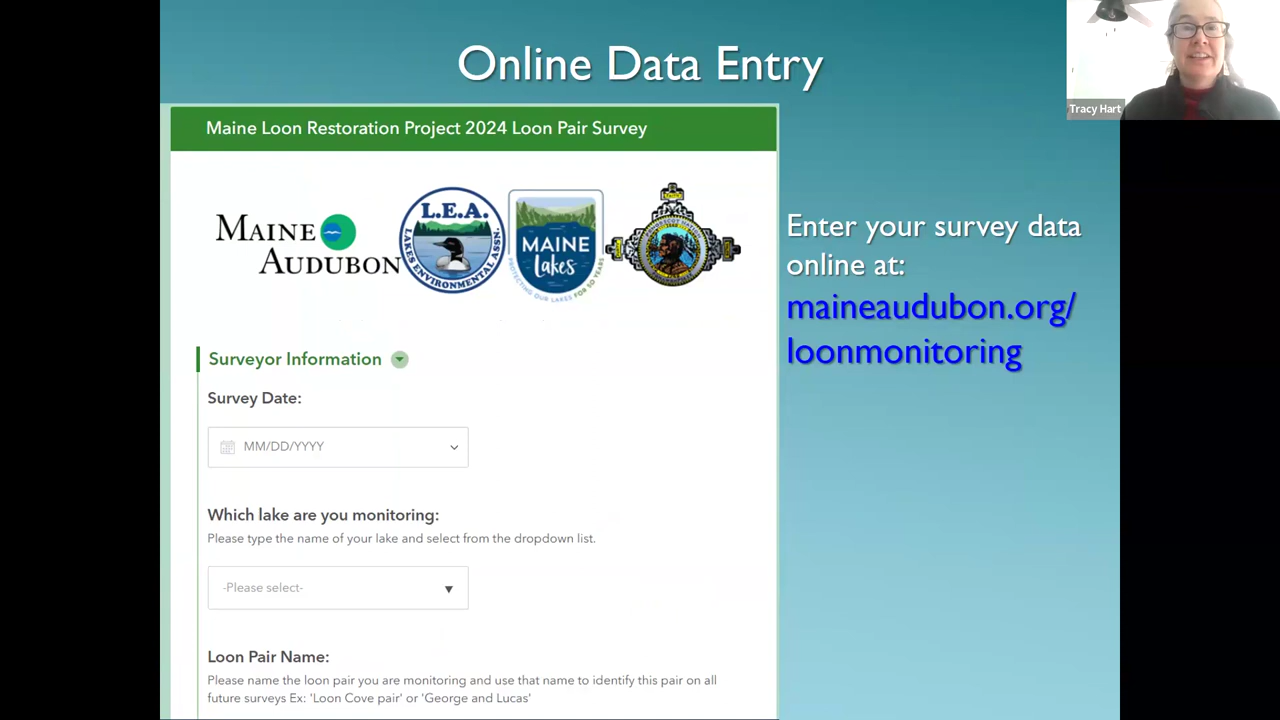 Online Data Entry
Tracy Hart
Maine Loon Restoration Project 2024 Loon Pair Survey
MAINE
AUDUBON
L.E.A.
LAKES ENVIRONMENTAL ASSN.
MAINE
Lakes
PROTECTING OUR LAKES FOR 50 YEARS
Enter your survey data
online at:
maineaudubon.org/
loonmonitoring
Surveyor Information
Survey Date:
MM/DD/YYYY
Which lake are you monitoring:
Please type the name of your lake and select from the dropdown list.
-Please select-
Loon Pair Name:
Please name the loon pair you are monitoring and use that name to identify this pair on all
future surveys Ex: 'Loon Cove pair' or 'George and Lucas'